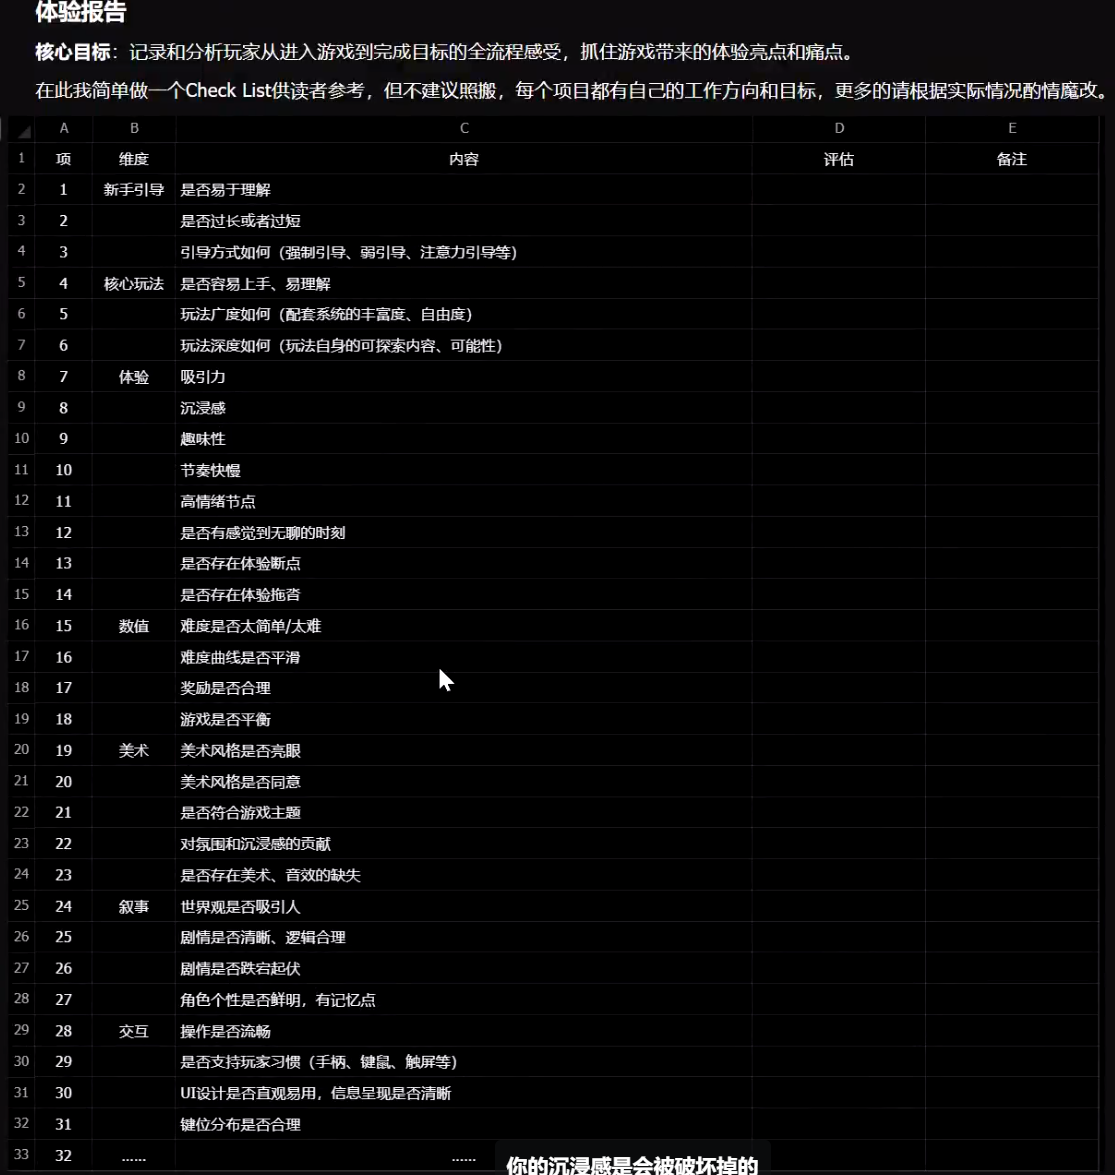 体验报告
核心目标：记录和分析玩家从进入游戏到完成目标的全流程感受，抓住游戏带来的体验亮点和痛点。
在此我简单做一个Check List供读者参考，但不建议照搬，每个项目都有自己的工作方向和目标，更多的请根据实际情况酌情魔改。
A B C D E
1 项 维度 内容 评估 备注
2 1 新手引导 是否易于理解
3 2 是否过长或者过短
4 3 引导方式如何（强制引导、弱引导、注意力引导等）
5 4 核心玩法 是否容易上手、易理解
6 5 玩法广度如何（配套系统的丰富度、自由度）
7 6 玩法深度如何（玩法自身的可探索内容、可能性）
8 7 体验 吸引力
9 8 沉浸感
10 9 趣味性
11 10 节奏快慢
12 11 高情绪节点
13 12 是否有感觉到无聊的时刻
14 13 是否存在体验断点
15 14 是否存在体验拖沓
16 15 数值 难度是否太简单/太难
17 16 难度曲线是否平滑
18 17 奖励是否合理
19 18 游戏是否平衡
20 19 美术 美术风格是否亮眼
21 20 美术风格是否同意
22 21 是否符合游戏主题
23 22 对氛围和沉浸感的贡献
24 23 是否存在美术、音效的缺失
25 24 叙事 世界观是否吸引人
26 25 剧情是否清晰、逻辑合理
27 26 剧情是否跌宕起伏
28 27 角色个性是否鲜明，有记忆点
29 28 交互 操作是否流畅
30 29 是否支持玩家习惯（手柄、键鼠、触屏等）
31 30 UI设计是否直观易用，信息呈现是否清晰
32 31 键位分布是否合理
33 32 ...... ......
你的沉浸感是会被破坏掉的